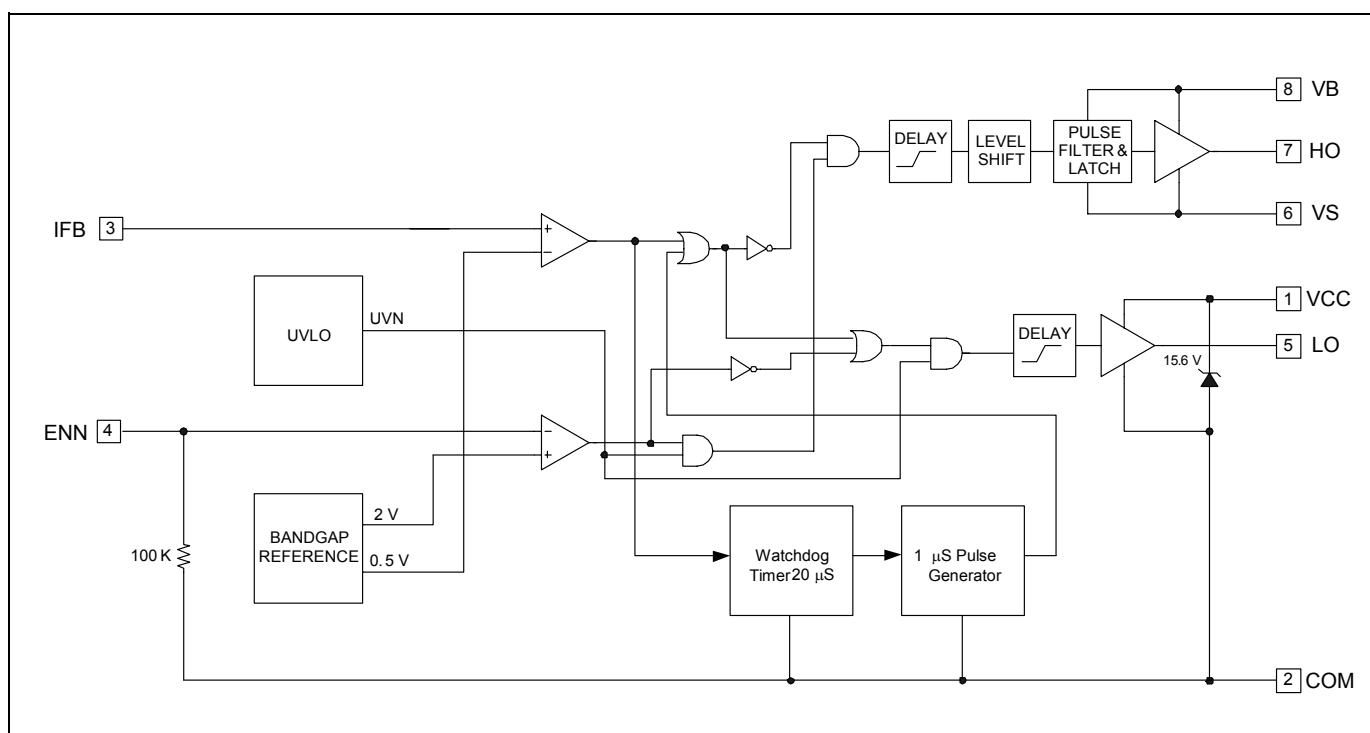 8 VB
DELAY
LEVEL
SHIFT
PULSE
FILTER &
LATCH
7 HO
IFB 3
+
−
6 VS
UVLO
UVN
1 VCC
DELAY
15.6 V
5 LO
ENN 4
−
+
BANDGAP
REFERENCE
2 V
0.5 V
100 K
Watchdog
Timer20 µS
1 µS Pulse
Generator
2 COM